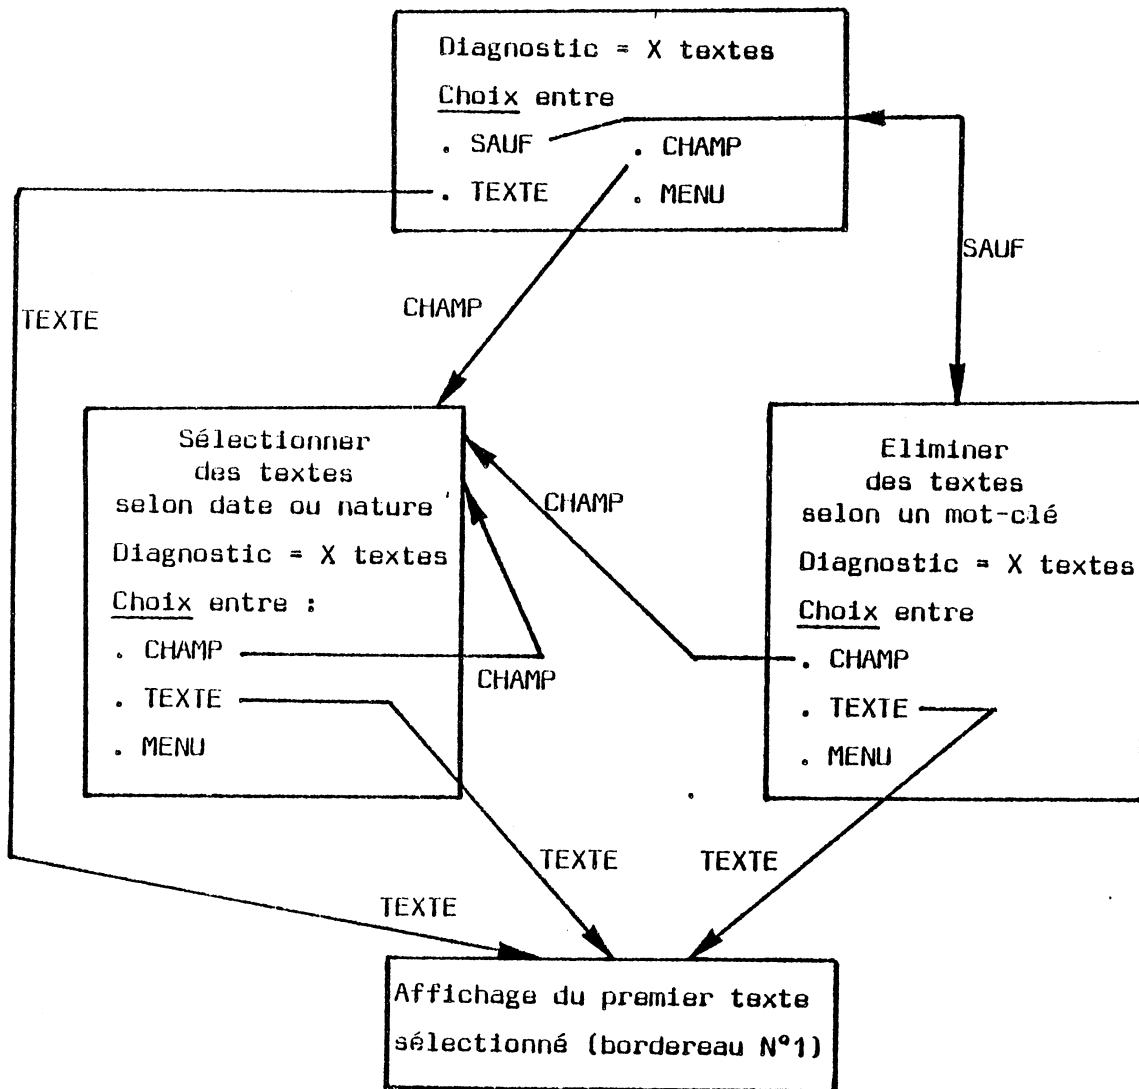 Diagnostic = X textes
Choix entre
. SAUF . CHAMP
. TEXTE . MENU
SAUF
CHAMP
TEXTE
Sélectionner
des textes
selon date ou nature
Diagnostic = X textes
Choix entre :
. CHAMP
. TEXTE
. MENU
CHAMP
CHAMP
Eliminer
des textes
selon un mot-clé
Diagnostic = X textes
Choix entre
. CHAMP
. TEXTE
. MENU
TEXTE
TEXTE
TEXTE
Affichage du premier texte
sélectionné (bordereau N°1)